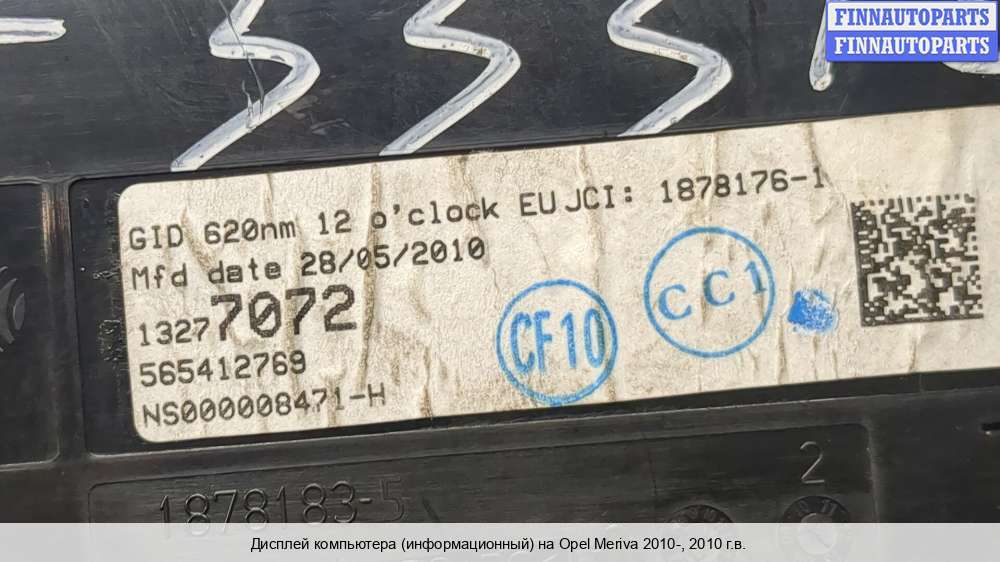 FINNAUTOPARTS
FINNAUTOPARTS
GID 620nm 12 o'clock EU JCI: 1878176-1
Mfd date 28/05/2010
13277072
565412769
NS000008471-H
CF10
CC1
1878183-5
2
Дисплей компьютера (информационный) на Opel Meriva 2010-, 2010 г.в.